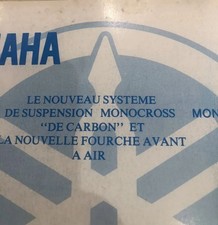 AHA
LE NOUVEAU SYSTEME
DE SUSPENSION MONOCROSS MON
"DE CARBON" ET
LA NOUVELLE FOURCHE AVANT
A AIR